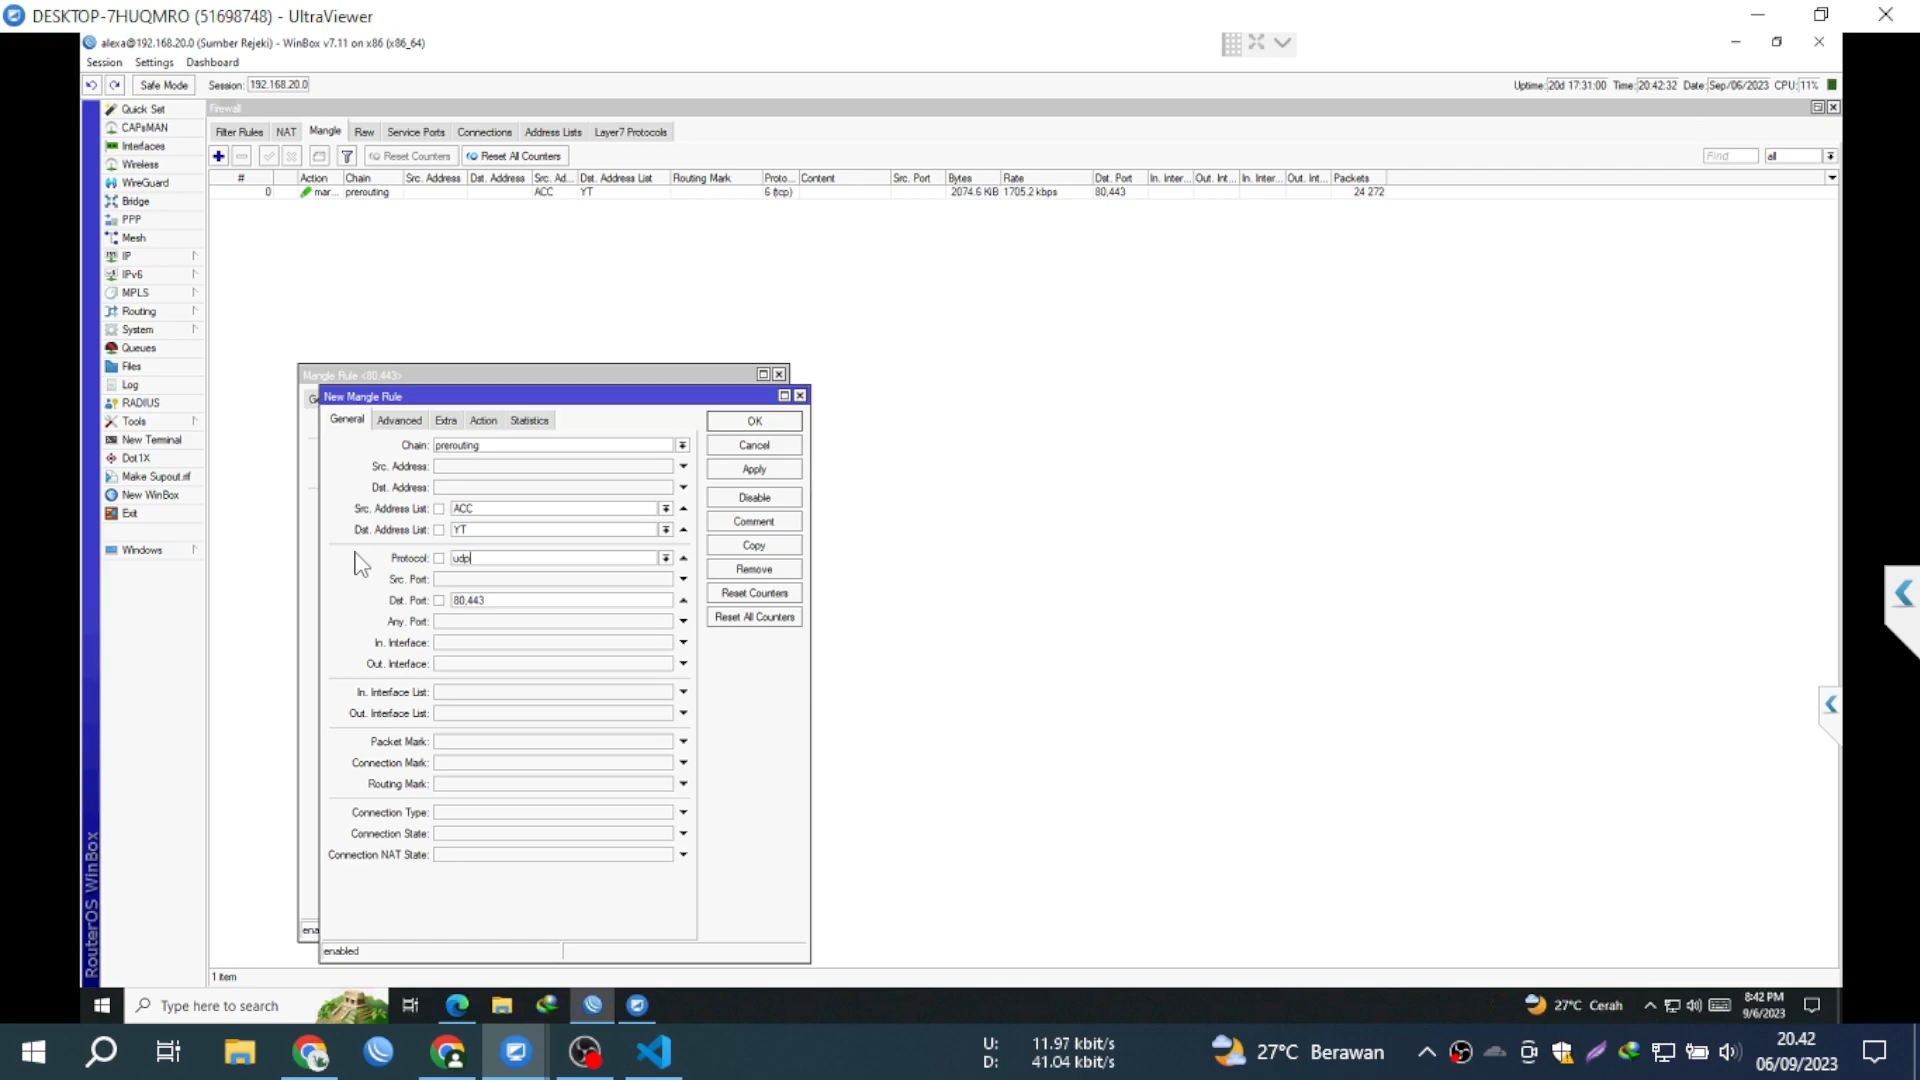 DESKTOP-7HUQMRO (51698748) - UltraViewer
alexa@192.168.20.0 (Sumber Rejeki) - WinBox v7.11 on x86 (x86_64)
Session Settings Dashboard
Safe Mode Session: 192.168.20.0 Uptime: 20d 17:31:00 Time: 20:42:32 Date: Sep/06/2023 CPU: 11%
Quick Set
CAPsMAN
Interfaces
Wireless
WireGuard
Bridge
PPP
Mesh
IP
IPv6
MPLS
Routing
System
Queues
Files
Log
RADIUS
Tools
New Terminal
Dot1X
Make Supout.rif
New WinBox
Exit
Windows
RouterOS WinBox
Firewall
Filter Rules NAT Mangle Raw Service Ports Connections Address Lists Layer7 Protocols
Reset Counters Reset All Counters Find all
# Action Chain Src. Address Dst. Address Src. Ad... Dst. Address List Routing Mark Proto... Content Src. Port Bytes Rate Dst. Port In. Inter... Out. Int... In. Inter... Out. Int... Packets
0 mar... prerouting ACC YT 6 (tcp) 2074.6 KiB 1705.2 kbps 80,443 24 272
Mangle Rule <80,443>
New Mangle Rule
General Advanced Extra Action Statistics
Chain: prerouting
Src. Address:
Dst. Address:
Src. Address List: ACC
Dst. Address List: YT
Protocol: udp
Src. Port:
Dst. Port: 80,443
Any. Port:
In. Interface:
Out. Interface:
In. Interface List:
Out. Interface List:
Packet Mark:
Connection Mark:
Routing Mark:
Connection Type:
Connection State:
Connection NAT State:
OK
Cancel
Apply
Disable
Comment
Copy
Remove
Reset Counters
Reset All Counters
ena
enabled
1 item
Type here to search 27°C Cerah 8:42 PM
9/6/2023
U: 11.97 kbit/s
D: 41.04 kbit/s
27°C Berawan
20.42
06/09/2023